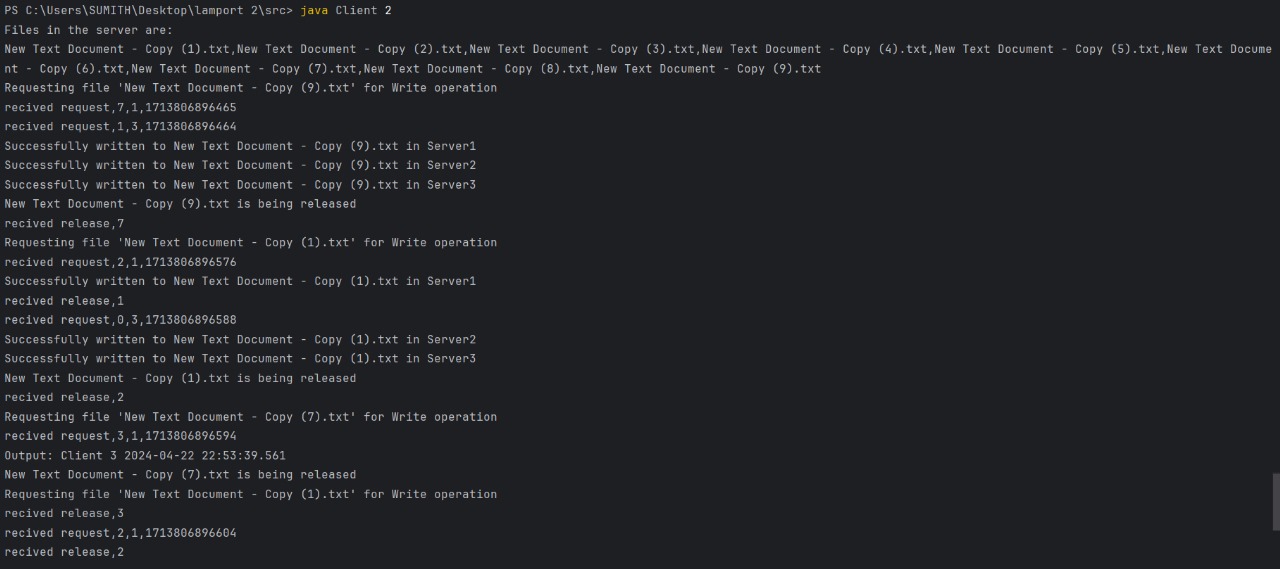 PS C:\Users\SUMITH\Desktop\lamport 2\src> java Client 2
Files in the server are:
New Text Document - Copy (1).txt,New Text Document - Copy (2).txt,New Text Document - Copy (3).txt,New Text Document - Copy (4).txt,New Text Document - Copy (5).txt,New Text Docume
nt - Copy (6).txt,New Text Document - Copy (7).txt,New Text Document - Copy (8).txt,New Text Document - Copy (9).txt
Requesting file 'New Text Document - Copy (9).txt' for Write operation
recived request,7,1,1713806896465
recived request,1,3,1713806896464
Successfully written to New Text Document - Copy (9).txt in Server1
Successfully written to New Text Document - Copy (9).txt in Server2
Successfully written to New Text Document - Copy (9).txt in Server3
New Text Document - Copy (9).txt is being released
recived release,7
Requesting file 'New Text Document - Copy (1).txt' for Write operation
recived request,2,1,1713806896576
Successfully written to New Text Document - Copy (1).txt in Server1
recived release,1
recived request,0,3,1713806896588
Successfully written to New Text Document - Copy (1).txt in Server2
Successfully written to New Text Document - Copy (1).txt in Server3
New Text Document - Copy (1).txt is being released
recived release,2
Requesting file 'New Text Document - Copy (7).txt' for Write operation
recived request,3,1,1713806896594
Output: Client 3 2024-04-22 22:53:39.561
New Text Document - Copy (7).txt is being released
Requesting file 'New Text Document - Copy (1).txt' for Write operation
recived release,3
recived request,2,1,1713806896604
recived release,2